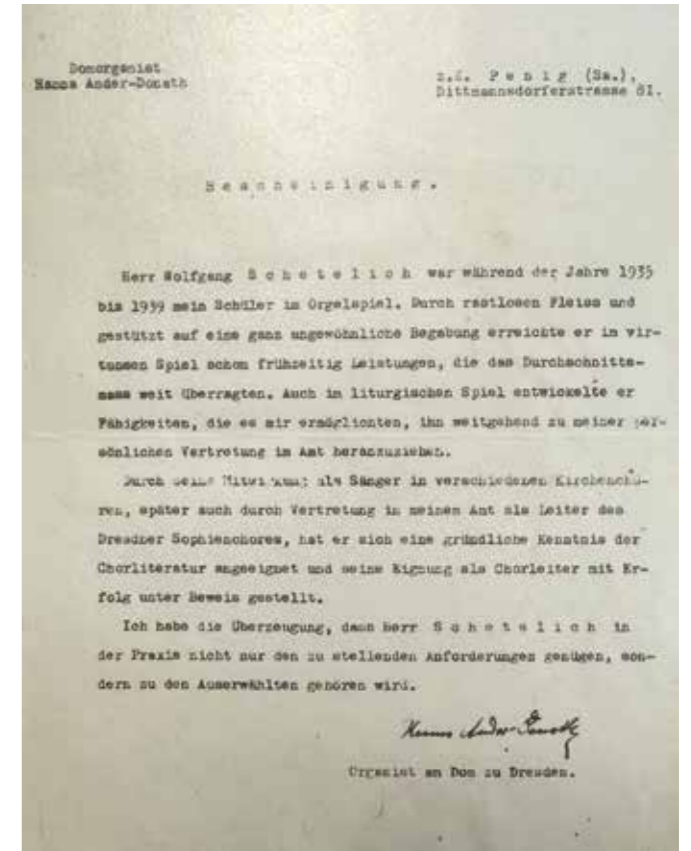 Domorganist
Hanns Ander-Donath
z.Z. P e n i g (Sa.),
Dittmannsdorferstrasse 81.
B e s c h e i n i g u n g .
Herr Wolfgang S c h e t e l i c h war während der Jahre 1935
bis 1939 mein Schüler im Orgelspiel. Durch rastlosen Fleiss und
gestützt auf eine ganz ungewöhnliche Begabung erreichte er im vir-
tuosen Spiel schon frühzeitig Leistungen, die das Durchschnitts-
mass weit überragten. Auch im liturgischen Spiel entwickelte er
Fähigkeiten, die es mir ermöglichten, ihn weitgehend zu meiner per-
sönlichen Vertretung im Amt heranzuziehen.
Durch seine Mitwirkung als Sänger in verschiedenen Kirchenchö-
ren, später auch durch Vertretung in meinem Amt als Leiter des
Dresdner Sophienchores, hat er sich eine gründliche Kenntnis der
Chorliteratur angeeignet und seine Eignung als Chorleiter mit Er-
folg unter Beweis gestellt.
Ich habe die Überzeugung, dass Herr S c h e t e l i c h in
der Praxis nicht nur den zu stellenden Anforderungen genügen, son-
dern zu den Auserwählten gehören wird.
Hanns Ander-Donath
Organist am Dom zu Dresden.